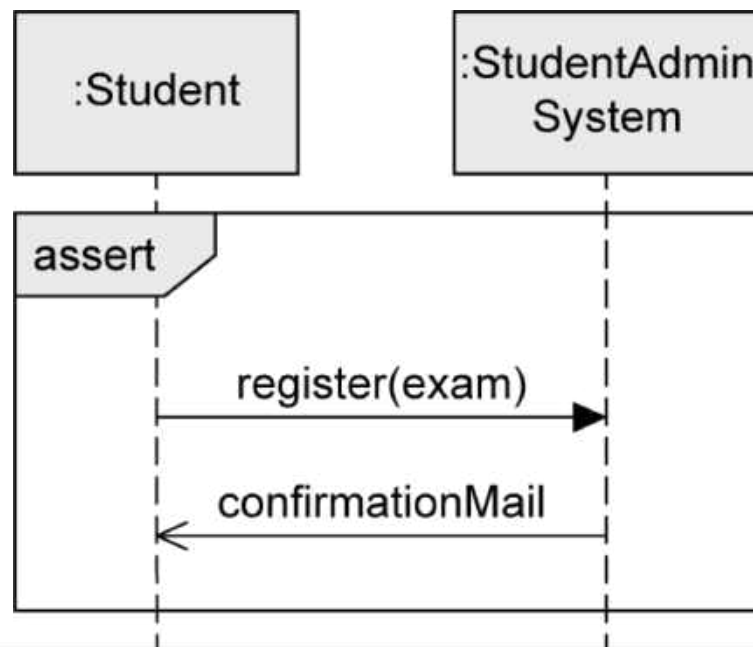 :Student
:StudentAdmin
System
assert
register(exam)
confirmationMail